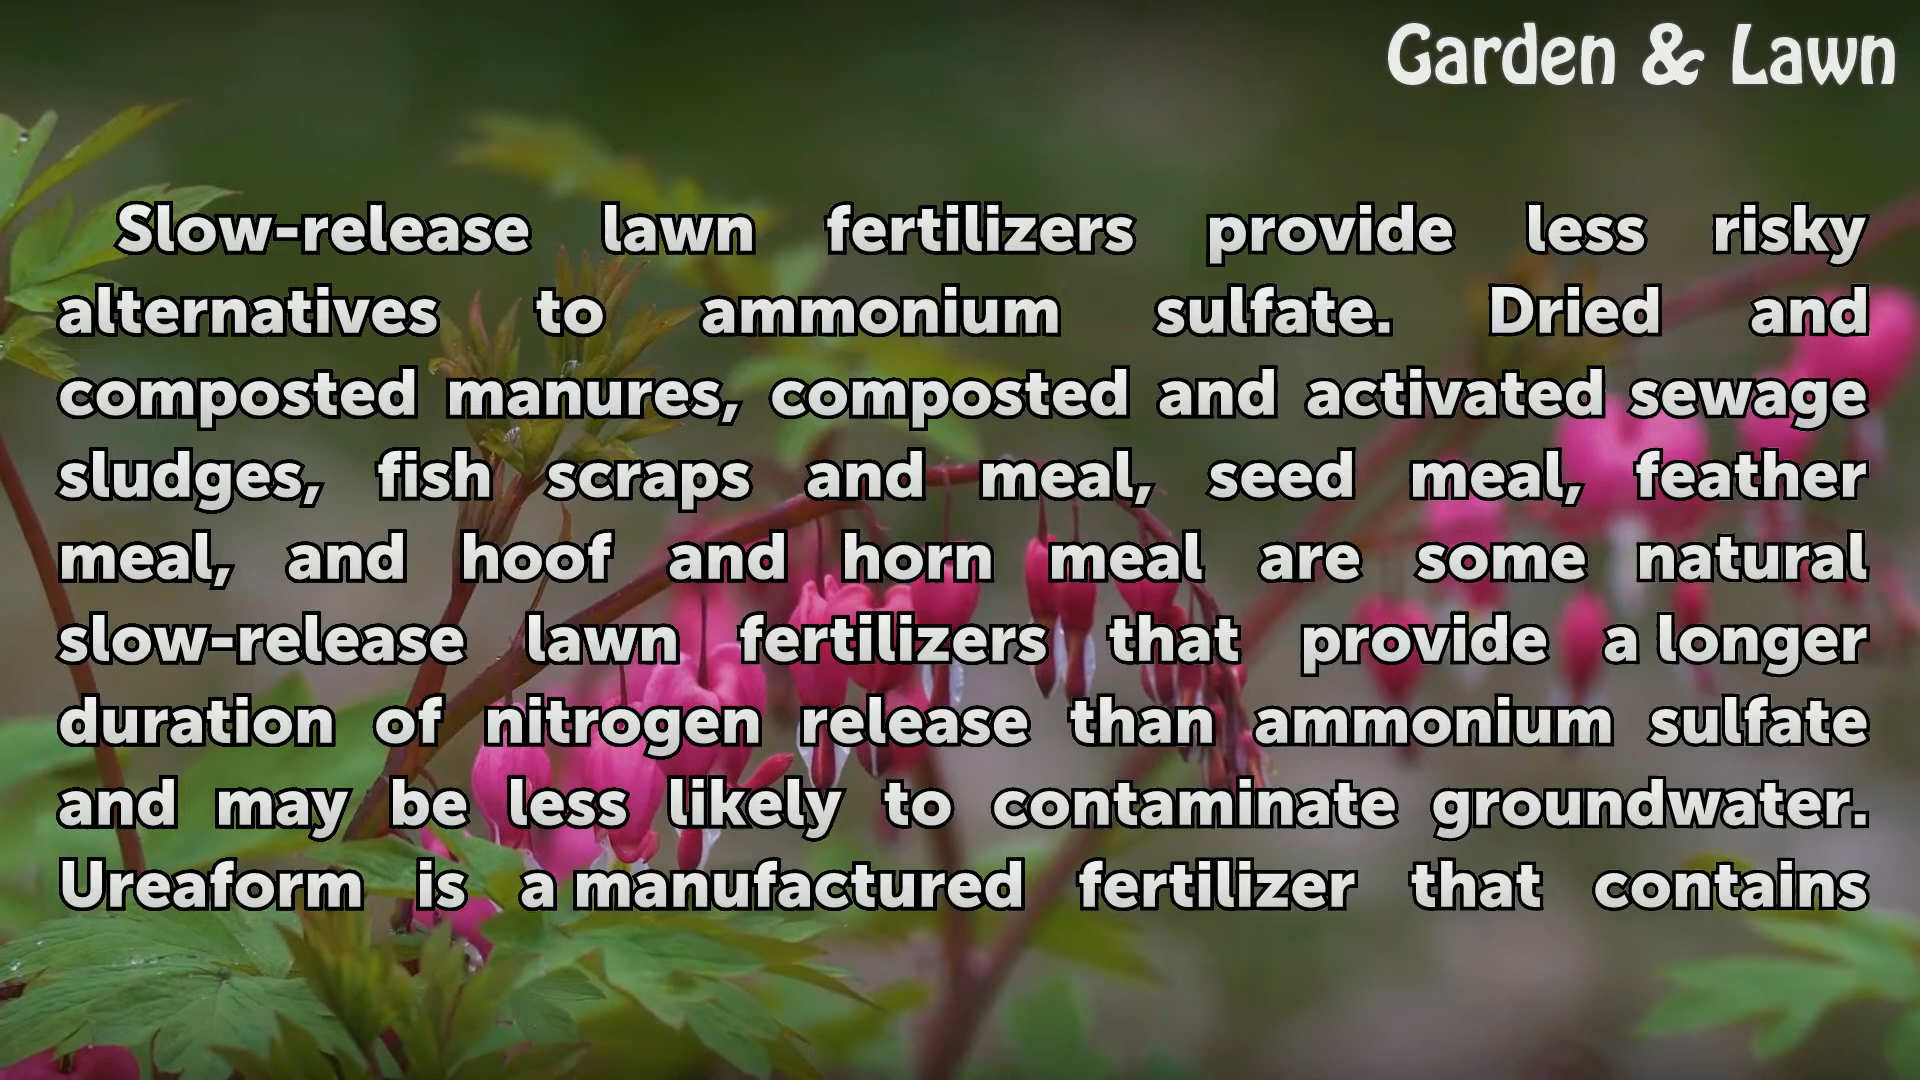 Garden & Lawn
Slow-release lawn fertilizers provide less risky
alternatives to ammonium sulfate. Dried and
composted manures, composted and activated sewage
sludges, fish scraps and meal, seed meal, feather
meal, and hoof and horn meal are some natural
slow-release lawn fertilizers that provide a longer
duration of nitrogen release than ammonium sulfate
and may be less likely to contaminate groundwater.
Ureaform is a manufactured fertilizer that contains